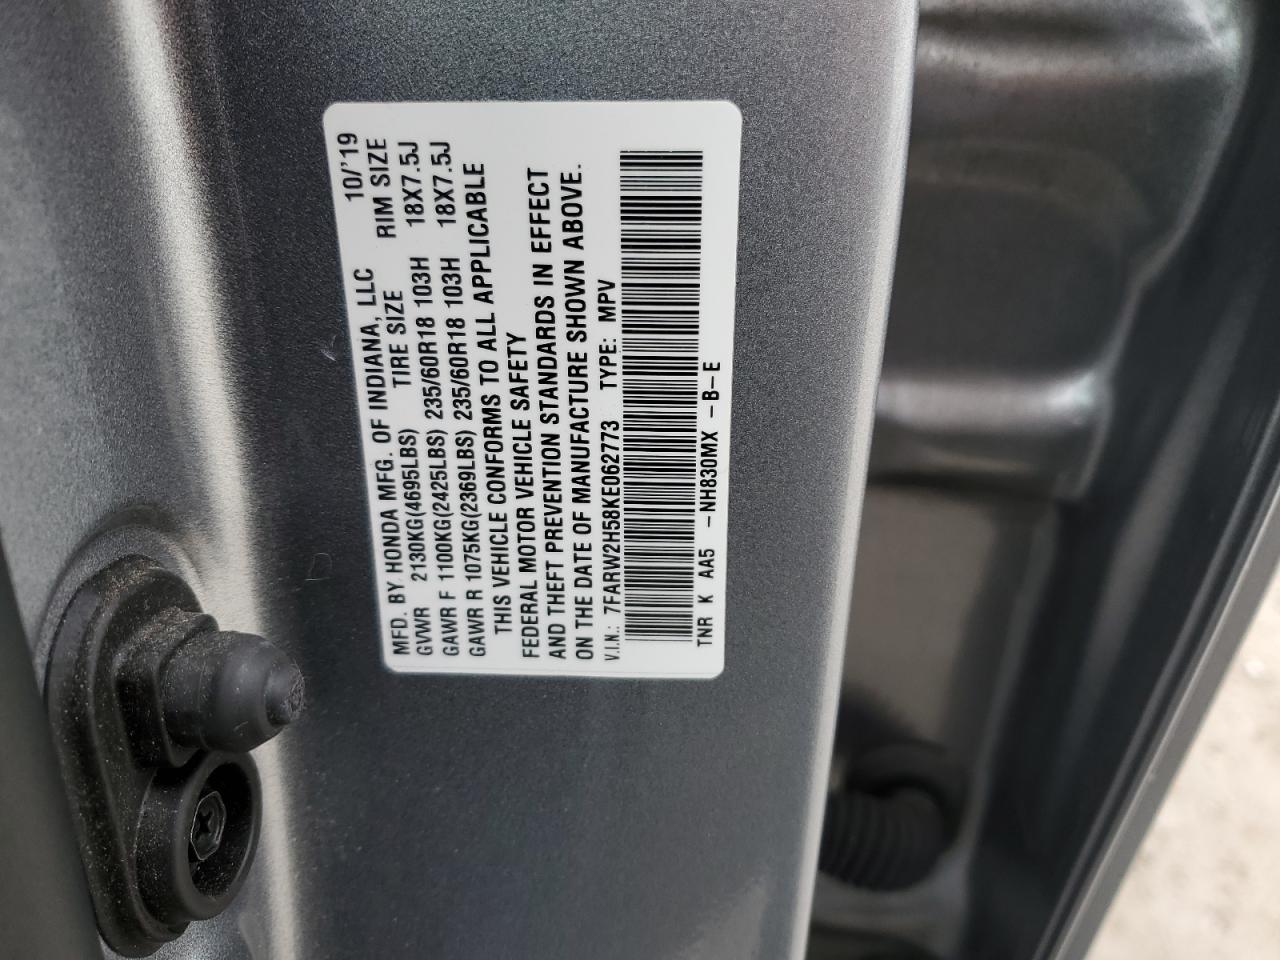 MFD. BY HONDA MFG. OF INDIANA, LLC 10/'19
GVWR 2130KG(4695LBS) TIRE SIZE RIM SIZE
GAWR F 1100KG(2425LBS) 235/60R18 103H 18X7.5J
GAWR R 1075KG(2369LBS) 235/60R18 103H 18X7.5J
THIS VEHICLE CONFORMS TO ALL APPLICABLE
FEDERAL MOTOR VEHICLE SAFETY
AND THEFT PREVENTION STANDARDS IN EFFECT
ON THE DATE OF MANUFACTURE SHOWN ABOVE.
V.I.N.: 7FARW2H58KE062773 TYPE: MPV
TNR K AA5 -NH830MX -B-E